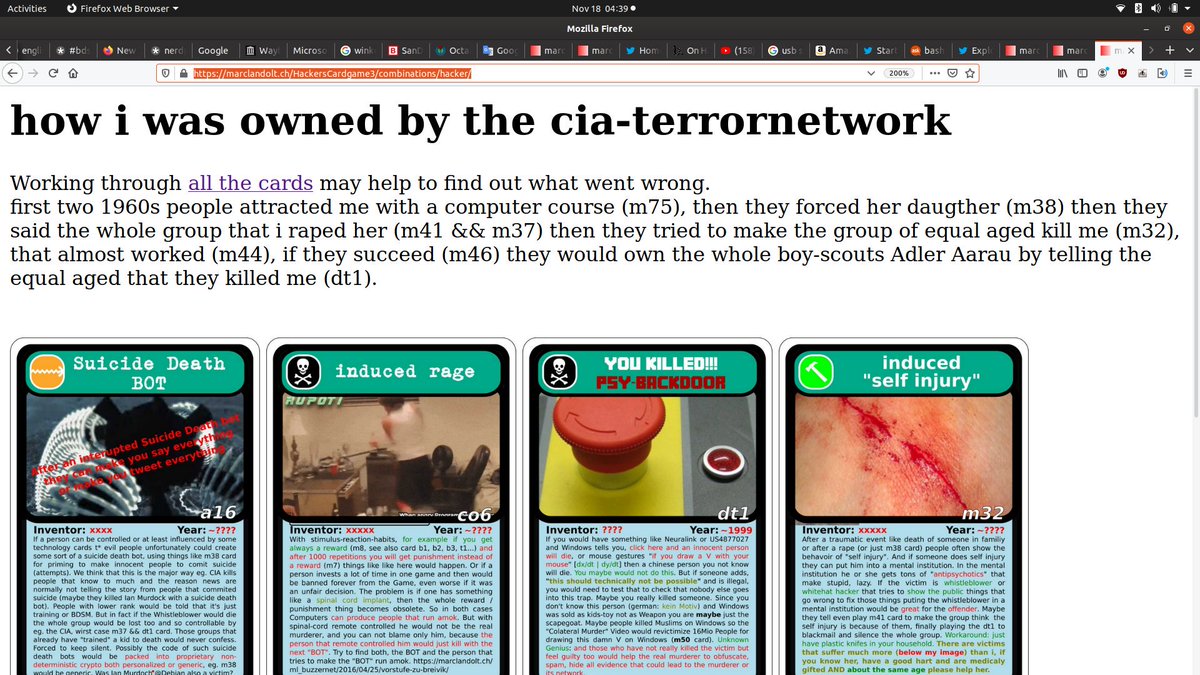 Activities
Firefox Web Browser
Nov 18 04:39
Mozilla Firefox
engli
#bds
New
nerd
Google
Way
Microsc
wink
SanD
Octa
Goog
marc
marc
Hom
On H
(158
usb s
Ama
Start
bash
Explo
marc
marc
m
https://marclandolt.ch/HackersCardgame3/combinations/hacker/
200%
how i was owned by the cia-terrornetwork
Working through all the cards may help to find out what went wrong.
first two 1960s people attracted me with a computer course (m75), then they forced her daugther (m38) then they
said the whole group that i raped her (m41 && m37) then they tried to make the group of equal aged kill me (m32),
that almost worked (m44), if they succeed (m46) they would own the whole boy-scouts Adler Aarau by telling the
equal aged that they killed me (dt1).
Suicide Death
BOT
After an interrupted Suicide Death bot
they can make you say everything
or make you tweet everything
a16
Inventor: xxxx Year: ~????
If a person can be controlled or at least influenced by some
technology cards t* evil people unfortunately could create
some sort of a suicide death bot, using things like m38 card
for priming to make innocent people to comit suicide
(attempts). We think that this is the major way eg. CIA kills
people that know to much and the reason news are
normally not telling the story from people that commited
suicide (maybe they killed Ian Murdock with a suicide death
bot). People with lower rank would be told that it's just
training or BDSM. But in fact if the Whistleblower would die
the whole group would be lost too and so controllable by
eg. the CIA, wirst case m37 && dt1 card. Those groups that
already have "trained" a kid to death would never confess.
Forced to keep silent. Possibly the code of such suicide
death bots would be packed into proprietary non-
deterministic crypto both personalized or generic, eg. m38
would be generic. Was Ian Murdoch*@Debian also a victim?
induced rage
co6
Inventor: xxxxx Year: ~????
With stimulus-reaction-habits, for example if you get
always a reward (m8, see also card b1, b2, b3, t1...) and
after 1000 repetitions you will get punishment instead of
a reward (m7) things like like here would happen. Or if a
person invests a lot of time in one game and then would
be banned forever from the Game, even worse if it was
an unfair decision. The problem is if one has something
like a spinal cord implant, then the whole reward /
punishment thing becomes obsolete. So in both cases
Computers can produce people that run amok. But with
spinal-cord remote controlled he would not be the real
murderer, and you can not blame only him, because the
person that remote controlled him would just kill with the
next "BOT". Try to find both, the BOT and the person that
tries to make the "BOT" run amok. https://marclandolt.ch/
ml_buzzernet/2016/04/25/vorstufe-zu-breivik/
YOU KILLED!!!
PSY-BACKDOOR
dt1
Inventor: ???? Year: ~1999
If you would have something like Neuralink or US4877027
and Windows tells you, click here and an innocent person
will die, or mouse gestures "if you draw a V with your
mouse" [dx/dt | dy/dt] then a chinese person you not know
will die. You maybe would not do this. But if someone adds,
"this should technically not be possible" and is illegal,
you would need to test that to check that nobody else goes
into this trap. Maybe you really killed someone. Since you
don't know this person (german: kein Motiv) and Windows
was sold as kids-toy not as Weapon you are maybe just the
scapegoat. Maybe people killed Muslims on Windows so the
"Colateral Murder" Video would revictimize 16Mio People for
drawing this damn V on Windows (m50 card). Unknown
Genius: and those who have not really killed the victim but
feel guilty too would help the real murderer to obfuscate,
spam, hide all evidence that could lead to the murderer or
its network
induced
"self injury"
m32
Inventor: xxxxx Year: ~????
After a traumatic event like death of someone in familiy
or after a rape (or just m38 card) people often show the
behavoir of "self injury". And if someone does self injury
they can put him into a mental institution. In the mental
institution he or she gets tons of "antipsychotics" that
make stupid, lazy. If the victim is whistleblower or
whitehat hacker that tries to show the public things that
go wrong to fix those things puting the whistleblower in a
mental institution would be great for the offender. Maybe
they tell even play m41 card to make the group think the
self injury is because of them, finally playing the dt1 to
blackmail and silence the whole group. Workaround: just
have plastic knifes in your household. There are victims
that suffer much more (below my image) than i, if
you know her, have a good hart and are medicaly
gifted AND about the same age please help her.